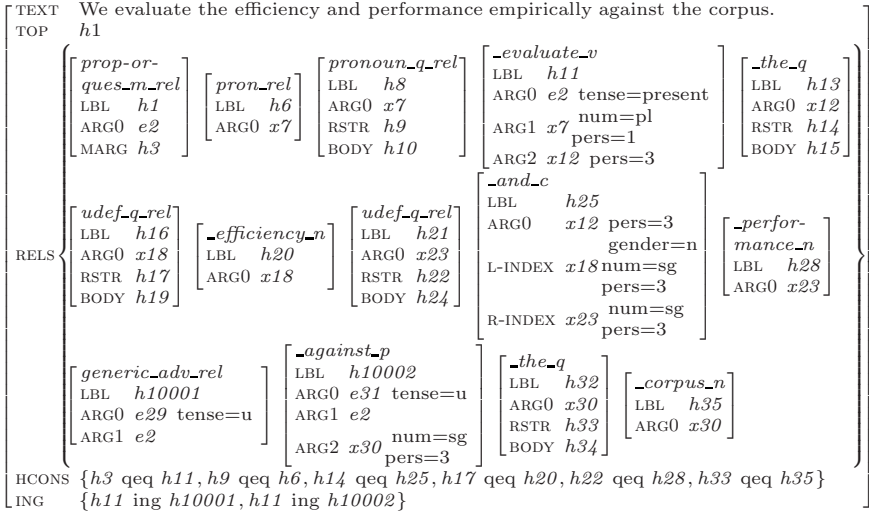 TEXT We evaluate the efficiency and performance empirically against the corpus.
TOP h1
prop-or-ques_m_rel LBL h1 ARG0 e2 MARG h3
pron_rel LBL h6 ARG0 x7
pronoun_q_rel LBL h8 ARG0 x7 RSTR h9 BODY h10
_evaluate_v LBL h11 ARG0 e2 tense=present ARG1 x7 num=pl pers=1 ARG2 x12 pers=3
_the_q LBL h13 ARG0 x12 RSTR h14 BODY h15
RELS
udef_q_rel LBL h16 ARG0 x18 RSTR h17 BODY h19
_efficiency_n LBL h20 ARG0 x18
udef_q_rel LBL h21 ARG0 x23 RSTR h22 BODY h24
_and_c LBL h25 ARG0 x12 pers=3 L-INDEX x18 gender=n num=sg pers=3 R-INDEX x23 num=sg pers=3
_perfor-mance_n LBL h28 ARG0 x23
generic_adv_rel LBL h10001 ARG0 e29 tense=u ARG1 e2
_against_p LBL h10002 ARG0 e31 tense=u ARG1 e2 ARG2 x30 num=sg pers=3
_the_q LBL h32 ARG0 x30 RSTR h33 BODY h34
_corpus_n LBL h35 ARG0 x30
HCONS {h3 qeq h11, h9 qeq h6, h14 qeq h25, h17 qeq h20, h22 qeq h28, h33 qeq h35}
ING {h11 ing h10001, h11 ing h10002}